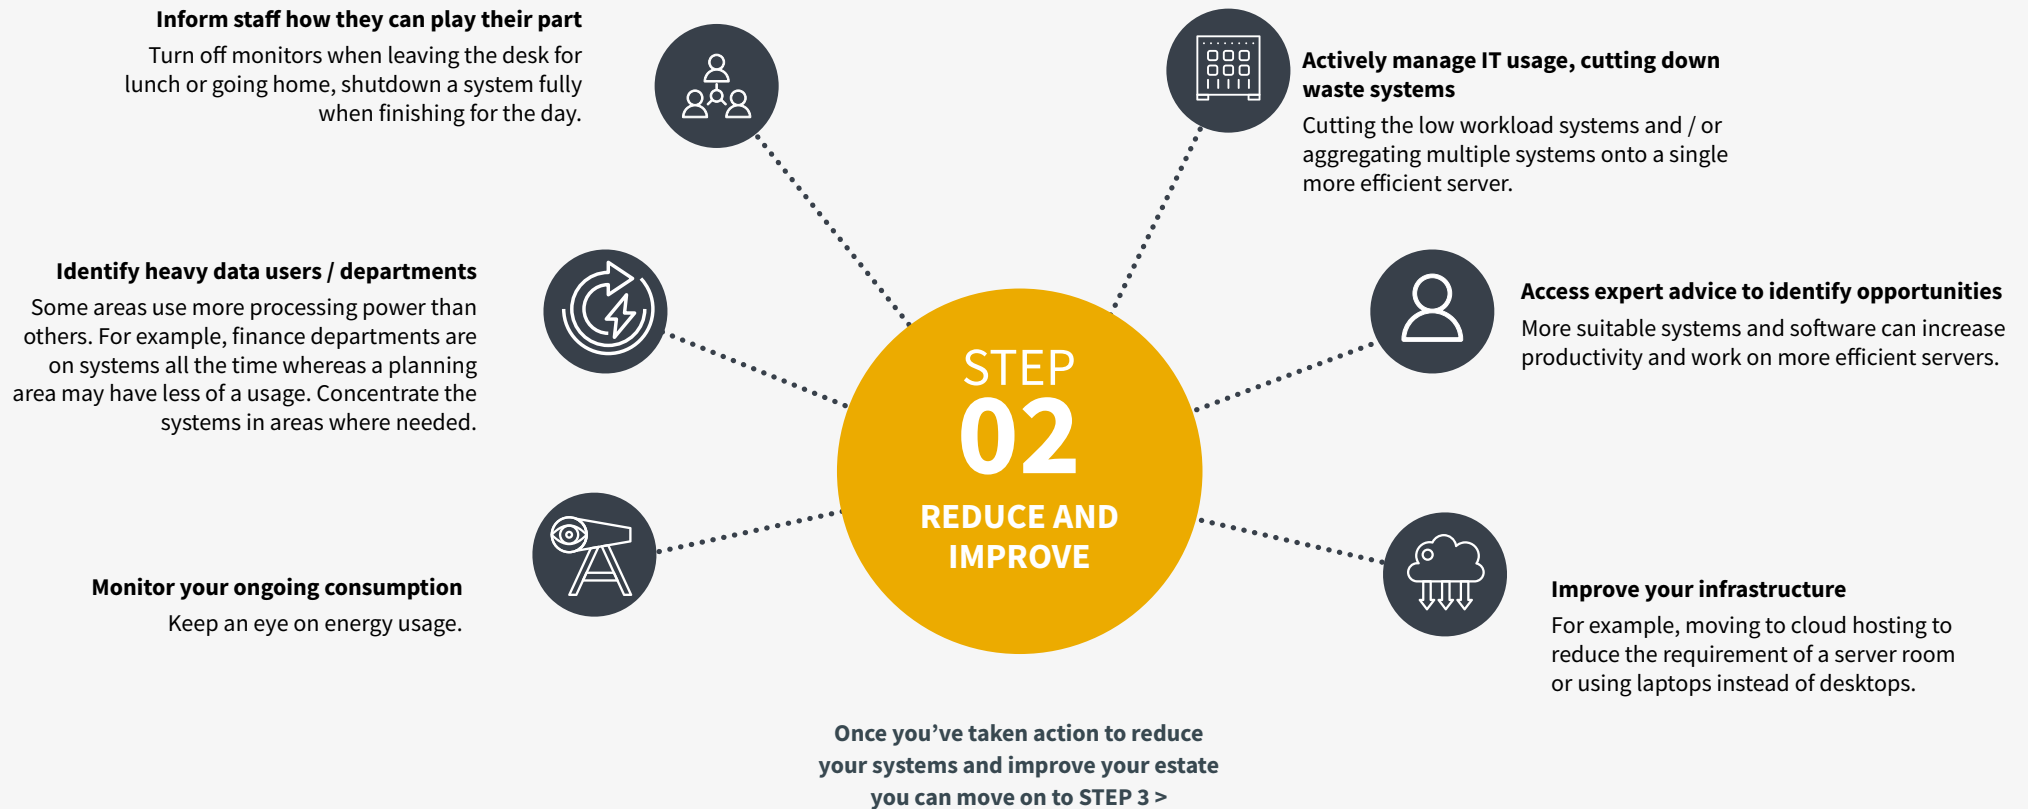 Inform staff how they can play their part
Turn off monitors when leaving the desk for
lunch or going home, shutdown a system fully
when finishing for the day.
Identify heavy data users / departments
Some areas use more processing power than
others. For example, finance departments are
on systems all the time whereas a planning
area may have less of a usage. Concentrate the
systems in areas where needed.
Monitor your ongoing consumption
Keep an eye on energy usage.
STEP
02
REDUCE AND
IMPROVE
Actively manage IT usage, cutting down
waste systems
Cutting the low workload systems and / or
aggregating multiple systems onto a single
more efficient server.
Access expert advice to identify opportunities
More suitable systems and software can increase
productivity and work on more efficient servers.
Improve your infrastructure
For example, moving to cloud hosting to
reduce the requirement of a server room
or using laptops instead of desktops.
Once you’ve taken action to reduce
your systems and improve your estate
you can move on to STEP 3 >